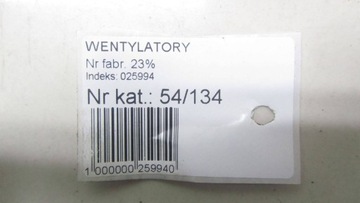 WENTYLATORY
Nr fabr. 23%
Indeks: 025994
Nr kat.: 54/134
1 000000 259940